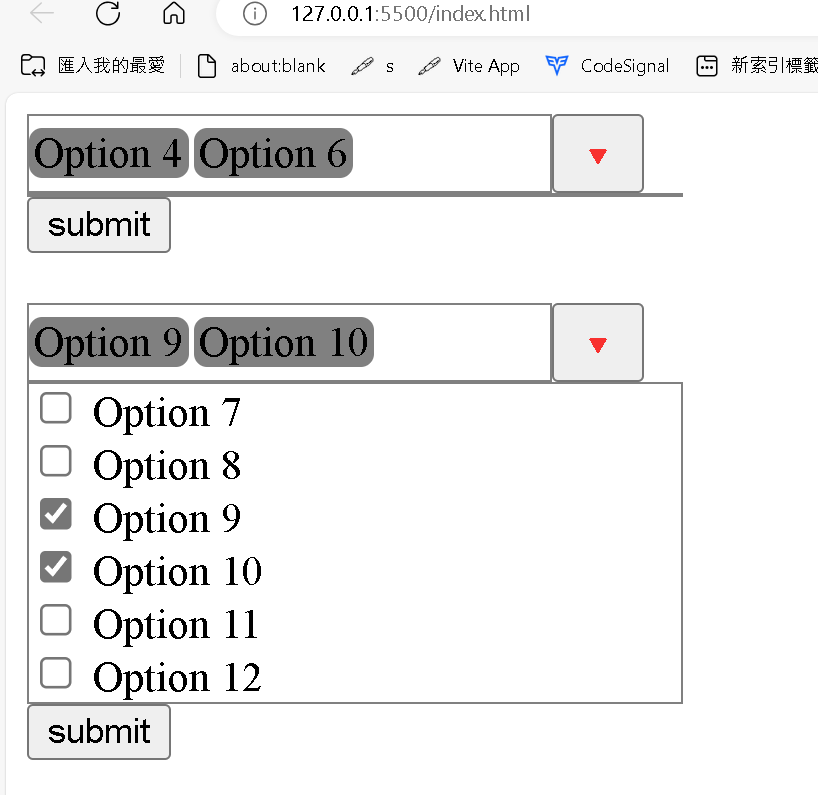 127.0.0.1:5500/index.html
匯入我的最愛 about:blank s Vite App CodeSignal 新索引標籤
Option 4 Option 6
submit
Option 9 Option 10
Option 7
Option 8
Option 9
Option 10
Option 11
Option 12
submit